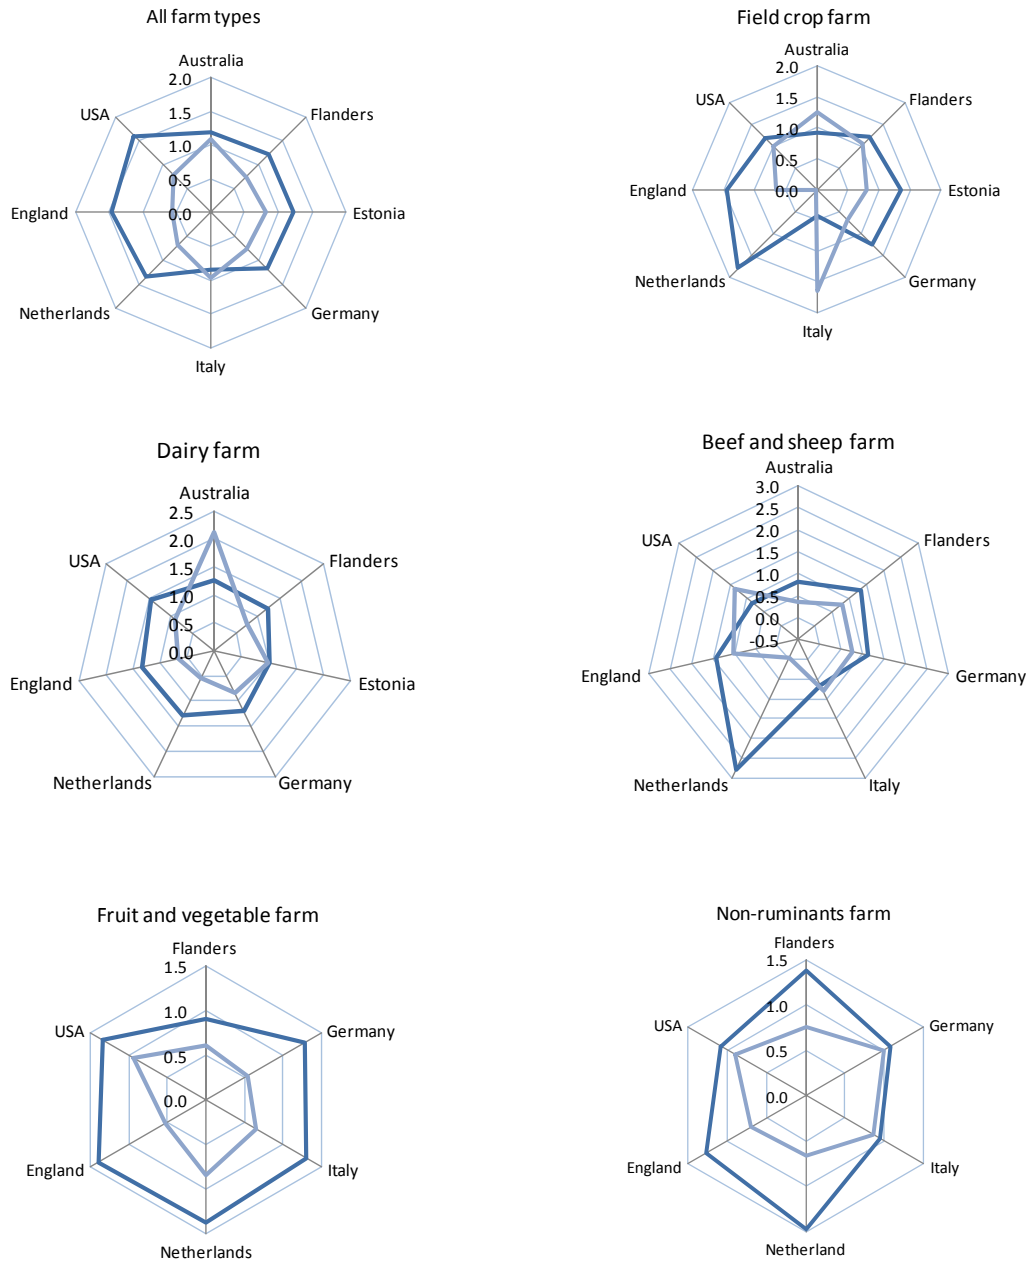 All farm types
Australia
2.0
1.5
1.0
0.5
0.0
USA
Flanders
England
Estonia
Netherlands
Germany
Italy
Field crop farm
Australia
2.0
1.5
1.0
0.5
0.0
USA
Flanders
England
Estonia
Netherlands
Germany
Italy
Dairy farm
Australia
2.5
2.0
1.5
1.0
0.5
0.0
USA
Flanders
England
Estonia
Netherlands
Germany
Beef and sheep farm
Australia
3.0
2.5
2.0
1.5
1.0
0.5
0.0
-0.5
USA
Flanders
England
Germany
Netherlands
Italy
Fruit and vegetable farm
Flanders
1.5
1.0
0.5
0.0
USA
Germany
England
Italy
Netherlands
Non-ruminants farm
Flanders
1.5
1.0
0.5
0.0
USA
Germany
England
Italy
Netherland